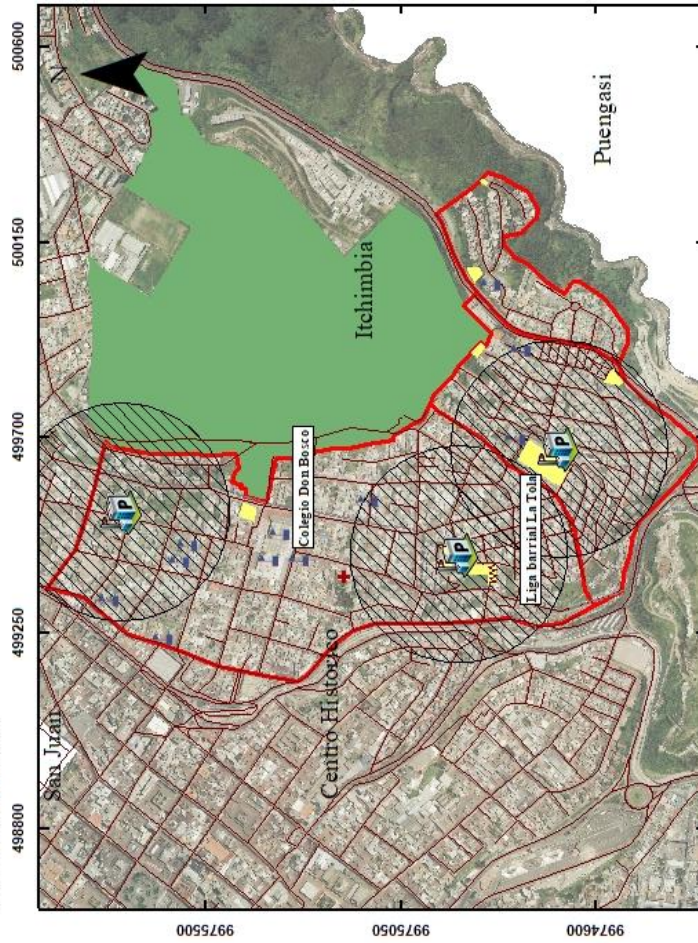 498800 499250 499700 500150 500600
San Juan
N
P
9975500
Colegio Don Bosco
Centro Historico
Itchimbia
9975050
P
Liga barrial La Tola
P
9974600
Puengasi